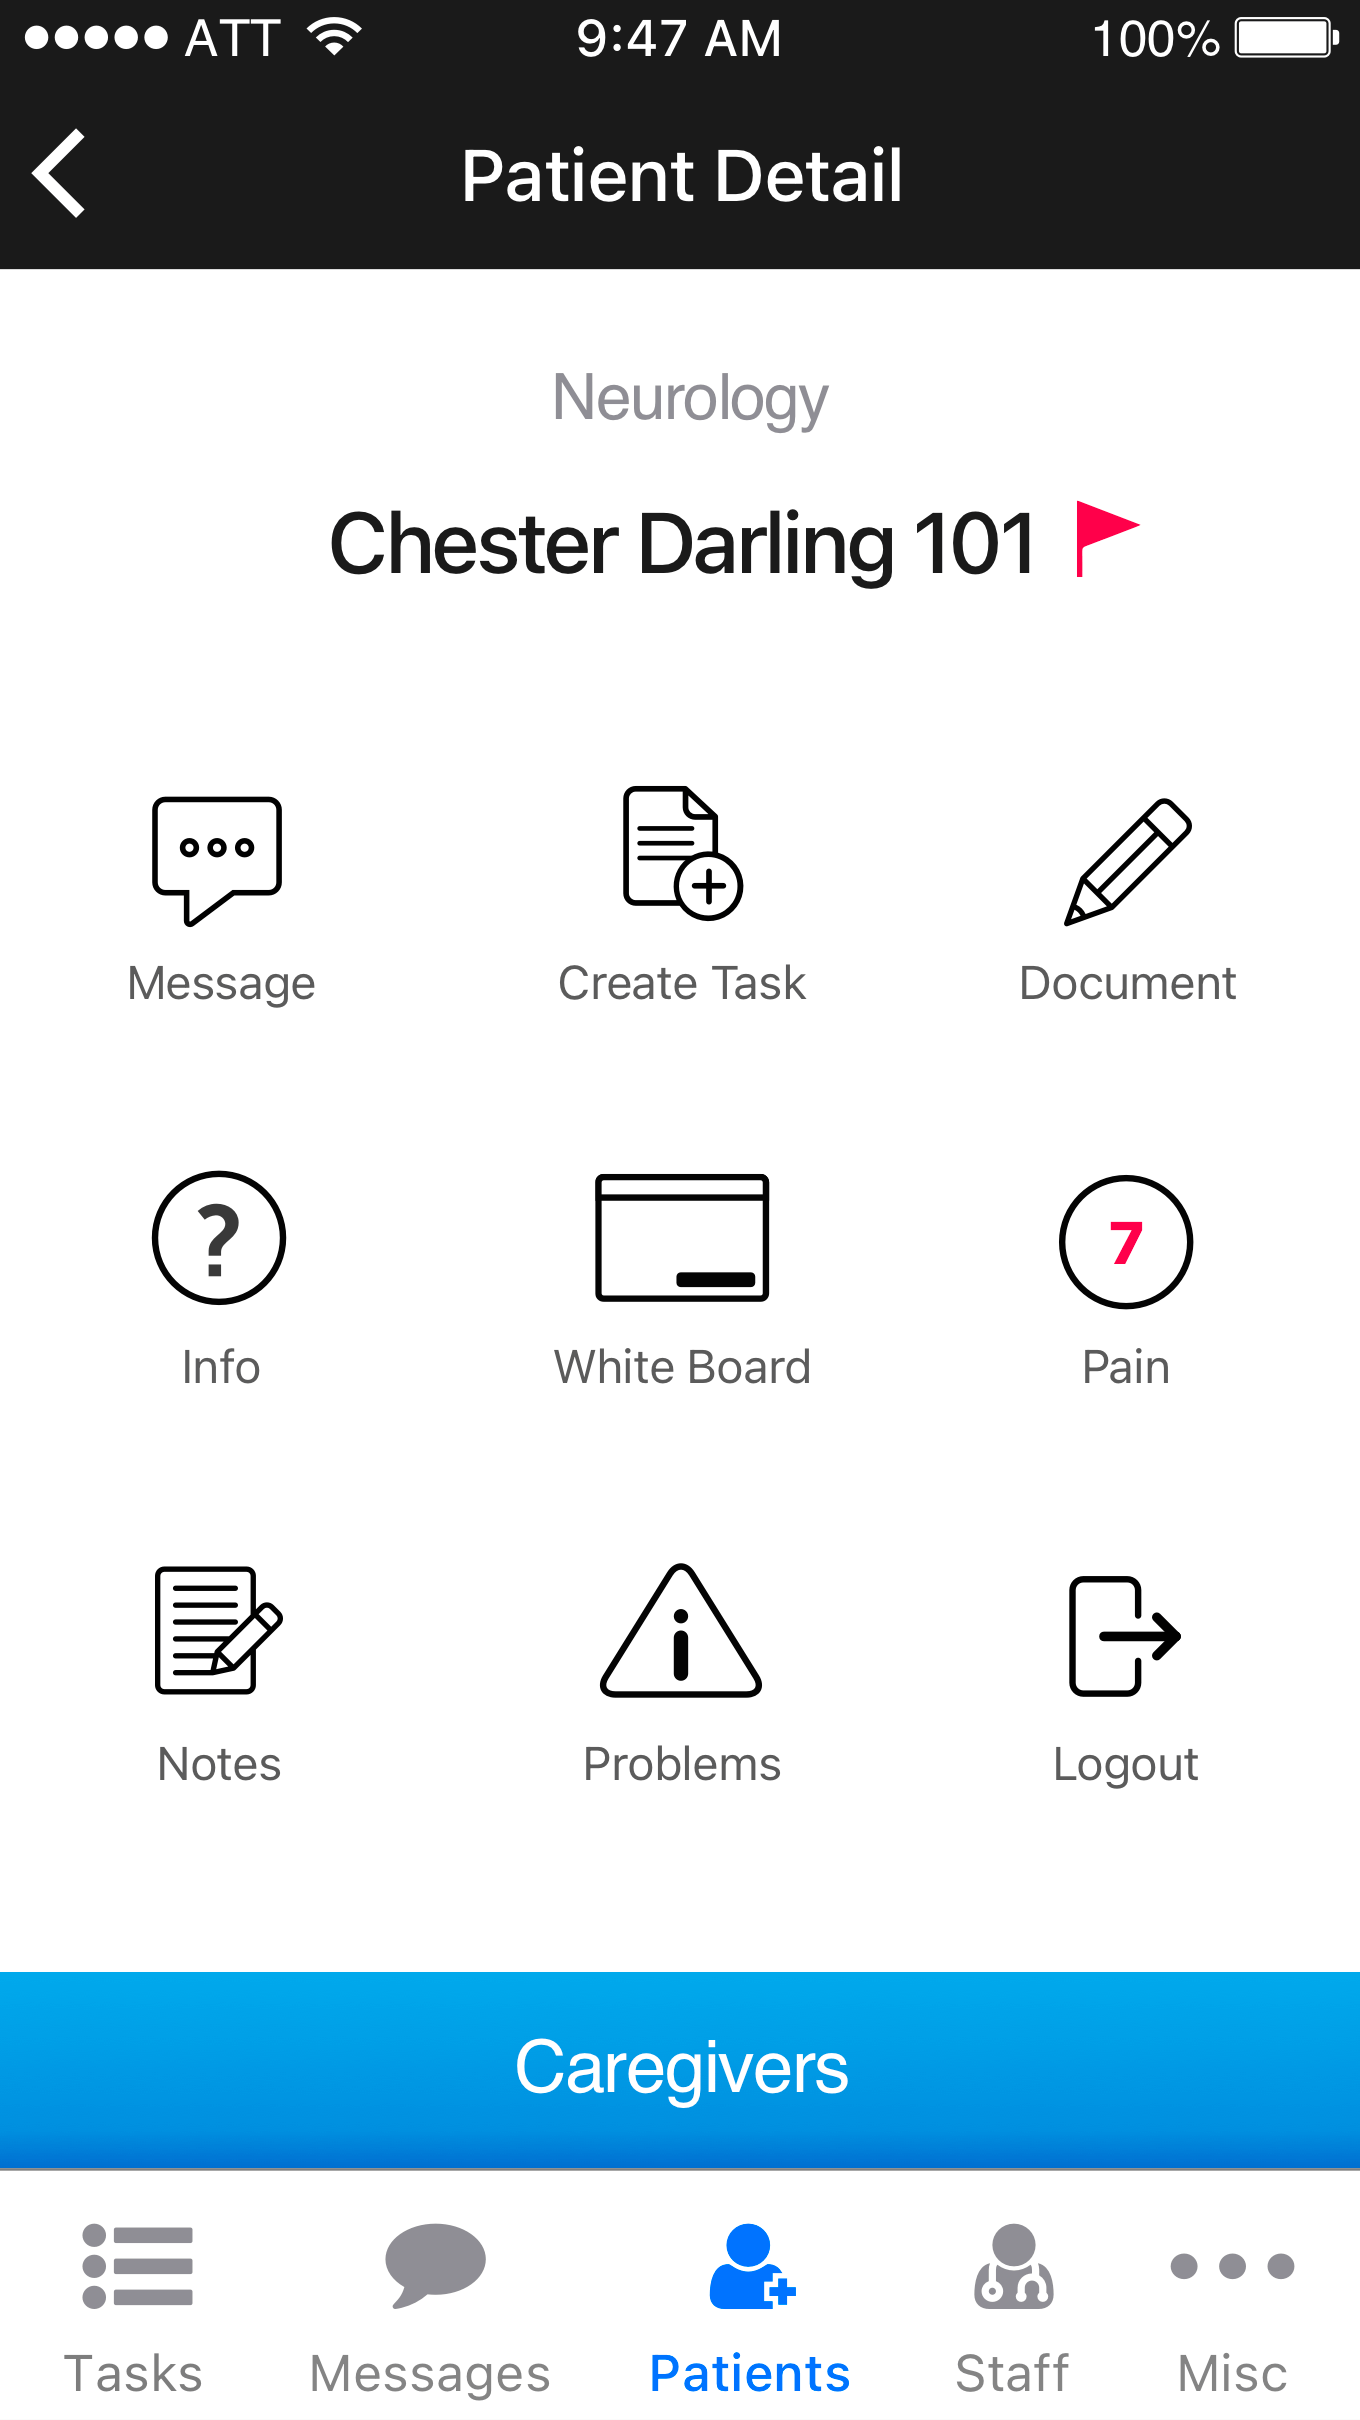 ATT 9:47 AM 100%
Patient Detail
Neurology
Chester Darling 101
Message Create Task Document
?
7
Info White Board Pain
Notes Problems Logout
Caregivers
Tasks Messages Patients Staff Misc